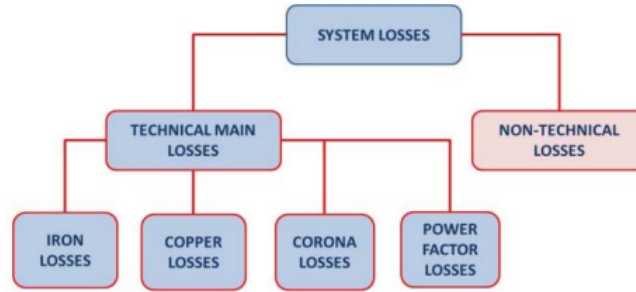 SYSTEM LOSSES
TECHNICAL MAIN
LOSSES
NON-TECHNICAL
LOSSES
IRON
LOSSES
COPPER
LOSSES
CORONA
LOSSES
POWER
FACTOR
LOSSES